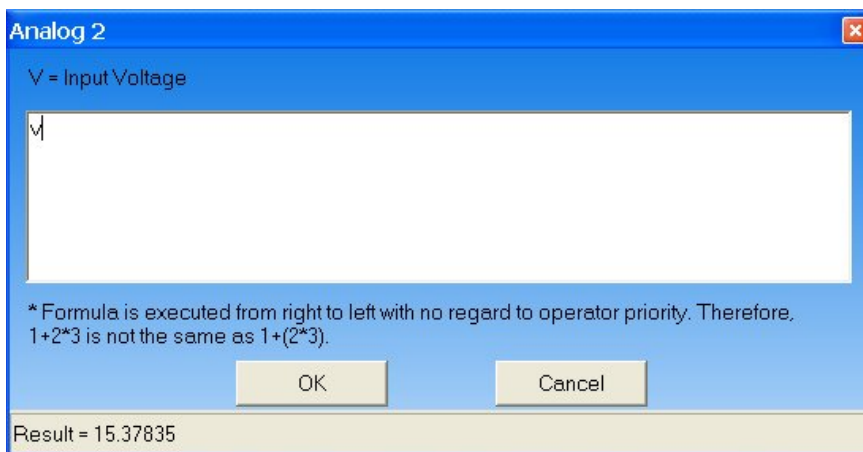 Analog 2
V = Input Voltage
v
* Formula is executed from right to left with no regard to operator priority. Therefore,
1+2*3 is not the same as 1+(2*3).
OK Cancel
Result = 15.37835